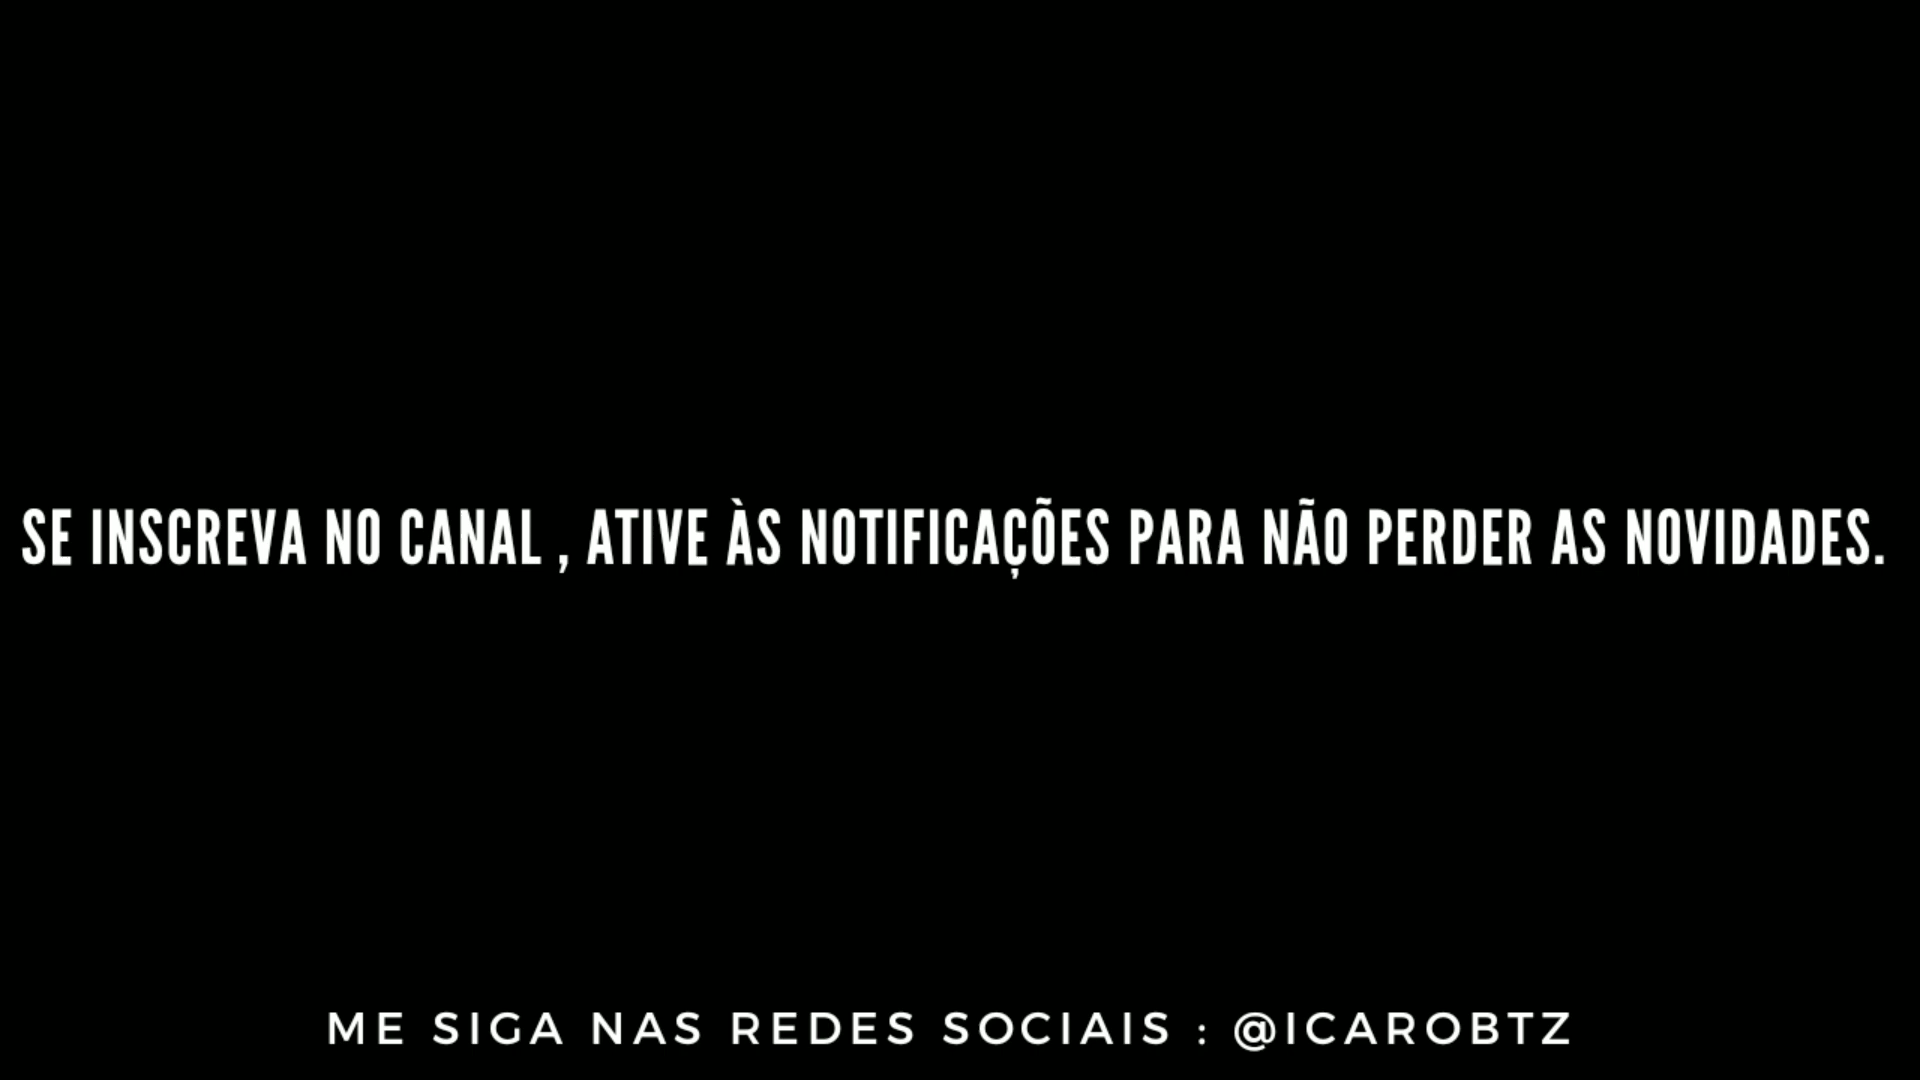 SE INSCREVA NO CANAL , ATIVE ÀS NOTIFICAÇÕES PARA NÃO PERDER AS NOVIDADES.
ME SIGA NAS REDES SOCIAIS : @ICAROBTZ